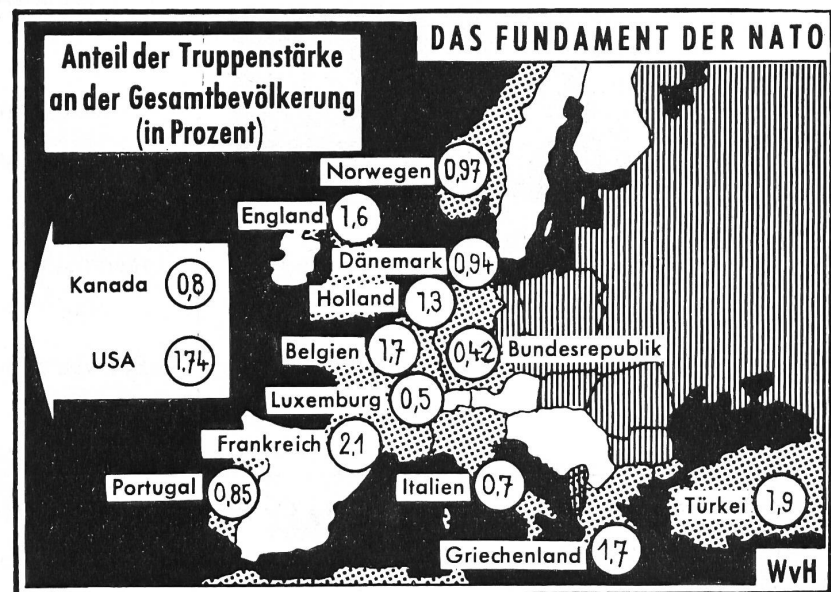 DAS FUNDAMENT DER NATO
Anteil der Truppenstärke
an der Gesamtbevölkerung
(in Prozent)
Norwegen 0,97
England 1,6
Dänemark 0,94
Kanada 0,8
Holland 1,3
USA 1.74
Belgien 1,7
0,42 Bundesrepublik
Luxemburg 0,5
Frankreich 2,1
Portugal 0,85
Italien 0.7
Türkei 1,9
Griechenland 1,7
WvH